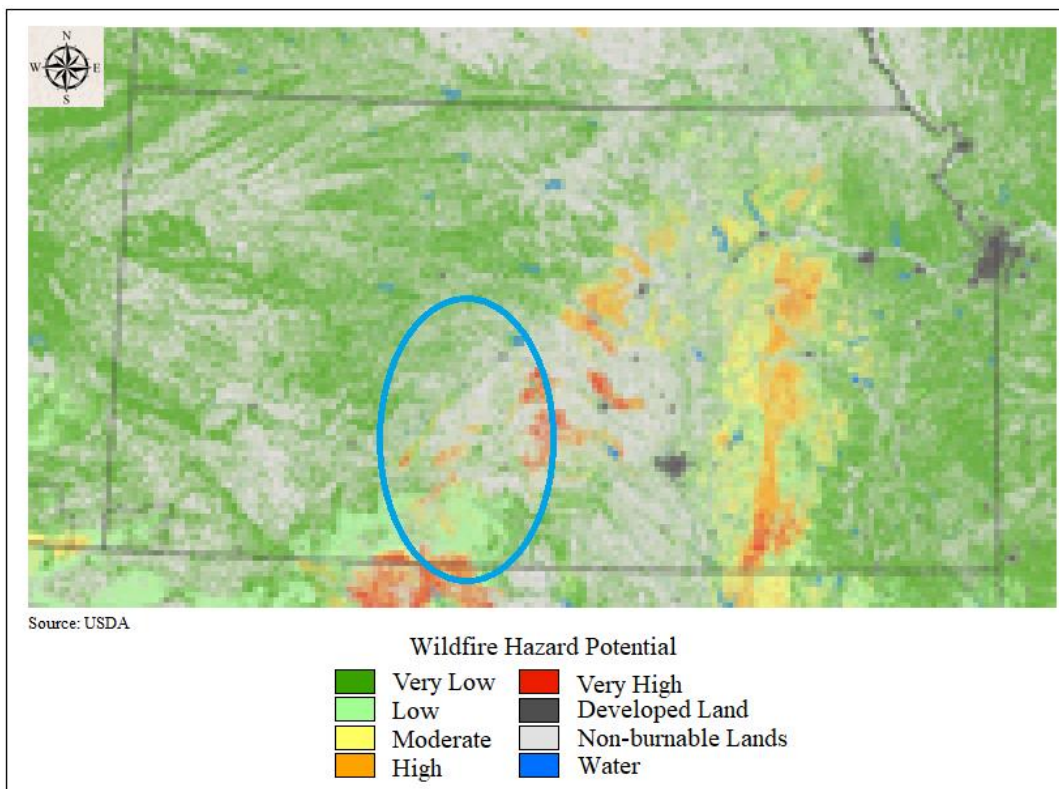 N
W E
S
Source: USDA
Wildfire Hazard Potential
Very Low
Low
Moderate
High
Very High
Developed Land
Non-burnable Lands
Water